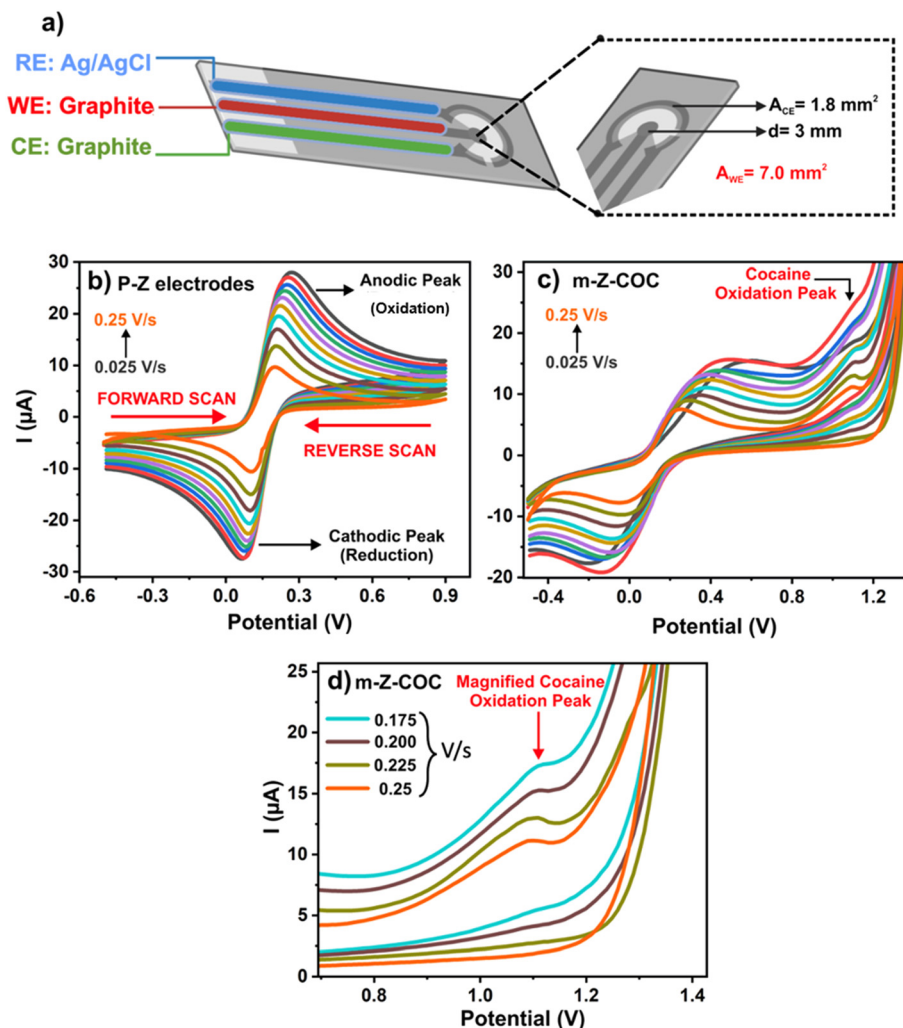 a)
RE: Ag/AgCl
WE: Graphite
CE: Graphite
A_CE= 1.8 mm²
d= 3 mm
A_WE= 7.0 mm²
b) P-Z electrodes
0.25 V/s
0.025 V/s
FORWARD SCAN
REVERSE SCAN
Anodic Peak
(Oxidation)
Cathodic Peak
(Reduction)
I (µA)
30
20
10
0
-10
-20
-30
-0.6
-0.3
0.0
0.3
0.6
0.9
Potential (V)
c) m-Z-COC
0.25 V/s
0.025 V/s
Cocaine
Oxidation Peak
I (µA)
30
20
10
0
-10
-20
-0.4
0.0
0.4
0.8
1.2
Potential (V)
d) m-Z-COC
0.175
0.200
0.225
0.25
V/s
Magnified Cocaine
Oxidation Peak
I (µA)
25
20
15
10
5
0
0.8
1.0
1.2
1.4
Potential (V)